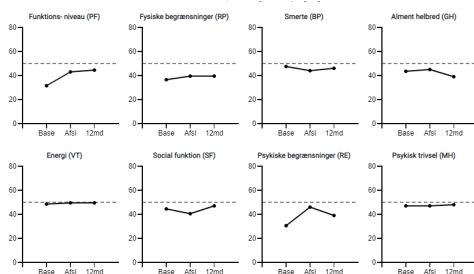 Funktions- niveau (PF)
80
60
40
20
0
Base Afsl 12md
Fysiske begrænsninger (RP)
80
60
40
20
0
Base Afsl 12md
Smerte (BP)
80
60
40
20
0
Base Afsl 12md
Alment helbred (GH)
80
60
40
20
0
Base Afsl 12md
Energi (VT)
80
60
40
20
0
Base Afsl 12md
Social funktion (SF)
80
60
40
20
0
Base Afsl 12md
Psykiske begrænsninger (RE)
80
60
40
20
0
Base Afsl 12md
Psykisk trivsel (MH)
80
60
40
20
0
Base Afsl 12md